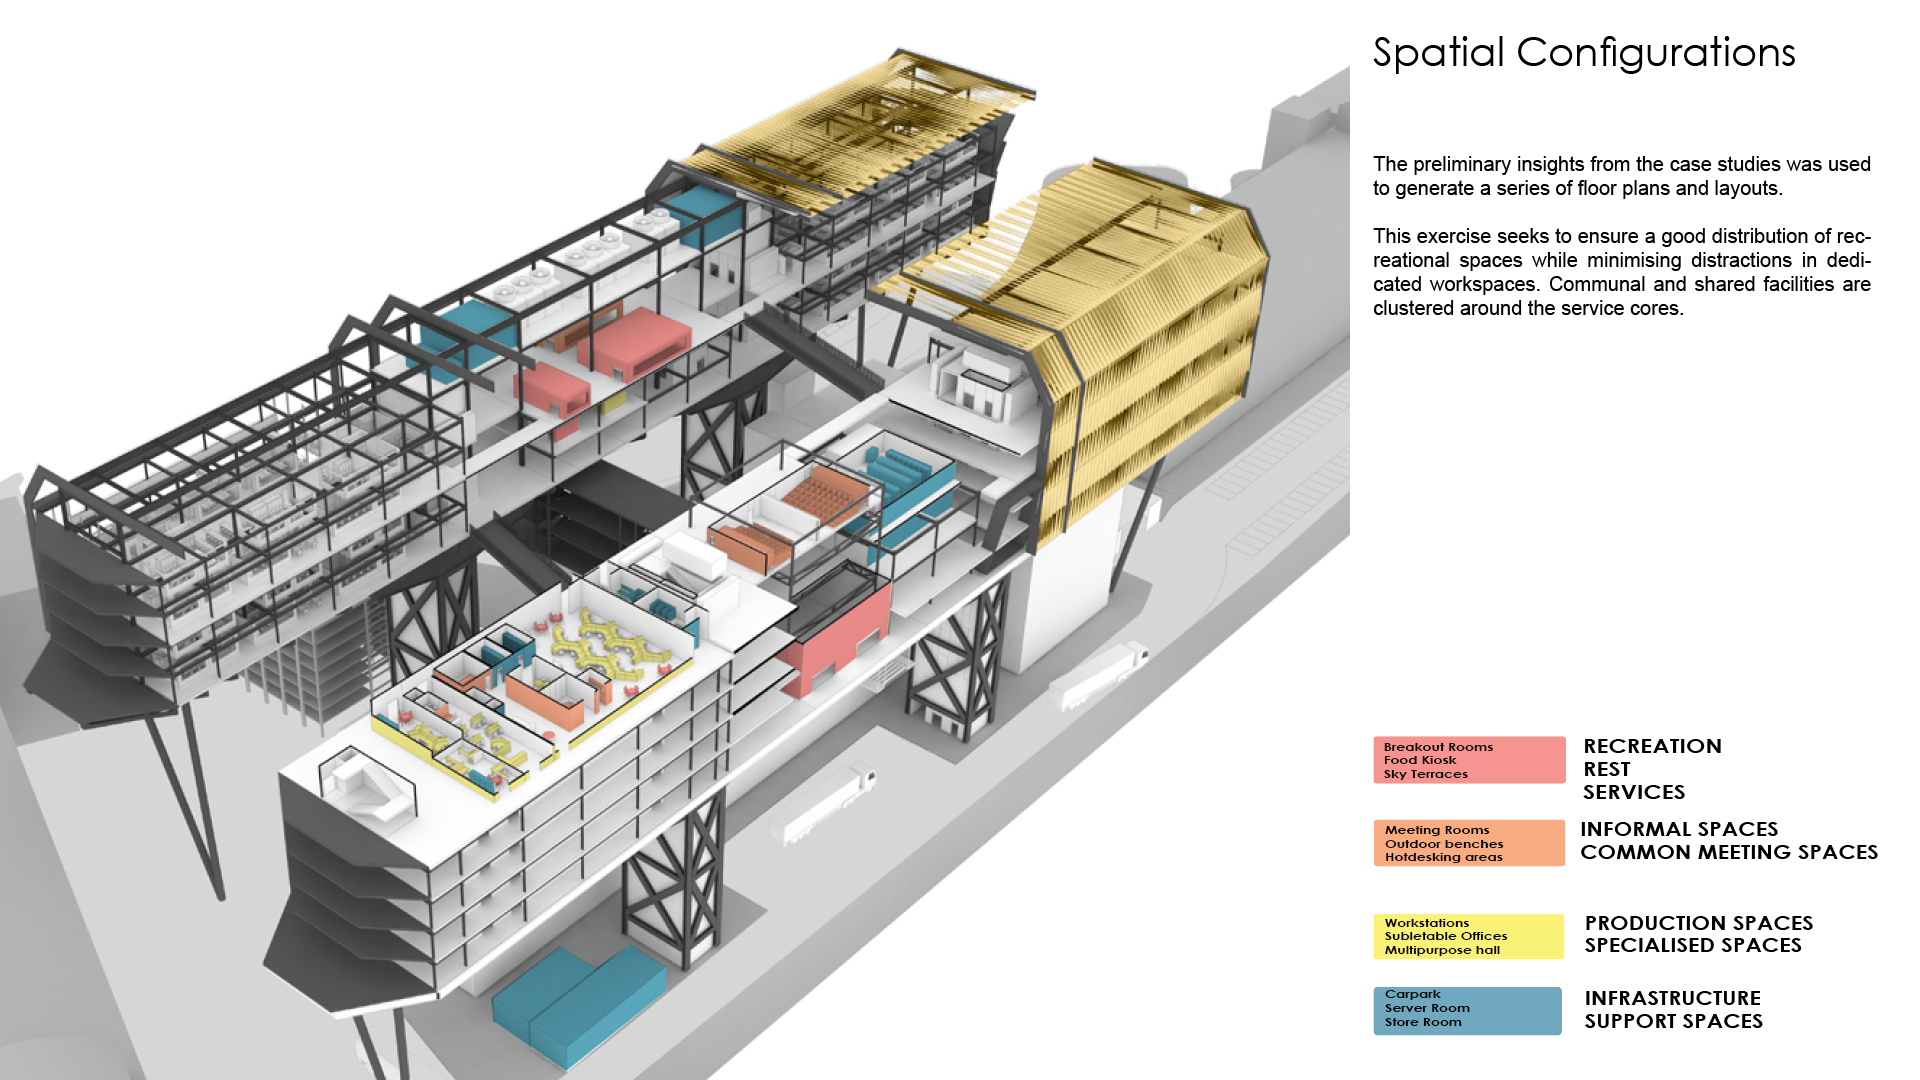 Spatial Configurations
The preliminary insights from the case studies was used
to generate a series of floor plans and layouts.
This exercise seeks to ensure a good distribution of rec-
reational spaces while minimising distractions in dedi-
cated workspaces. Communal and shared facilities are
clustered around the service cores.
Breakout Rooms
Food Kiosk
Sky Terraces
RECREATION
REST
SERVICES
Meeting Rooms
Outdoor benches
Hotdesking areas
INFORMAL SPACES
COMMON MEETING SPACES
Workstations
Subletable Offices
Multipurpose hall
PRODUCTION SPACES
SPECIALISED SPACES
Carpark
Server Room
Store Room
INFRASTRUCTURE
SUPPORT SPACES